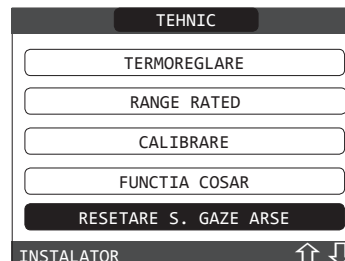 TEHNIC
TERMOREGLARE
RANGE RATED
CALIBRARE
FUNCTIA COSAR
RESETARE S. GAZE ARSE
INSTALATOR